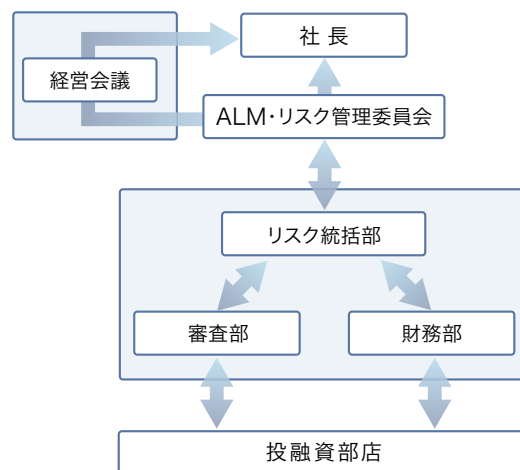 社 長
経営会議
ALM・リスク管理委員会
リスク統括部
審査部
財務部
投融資部店